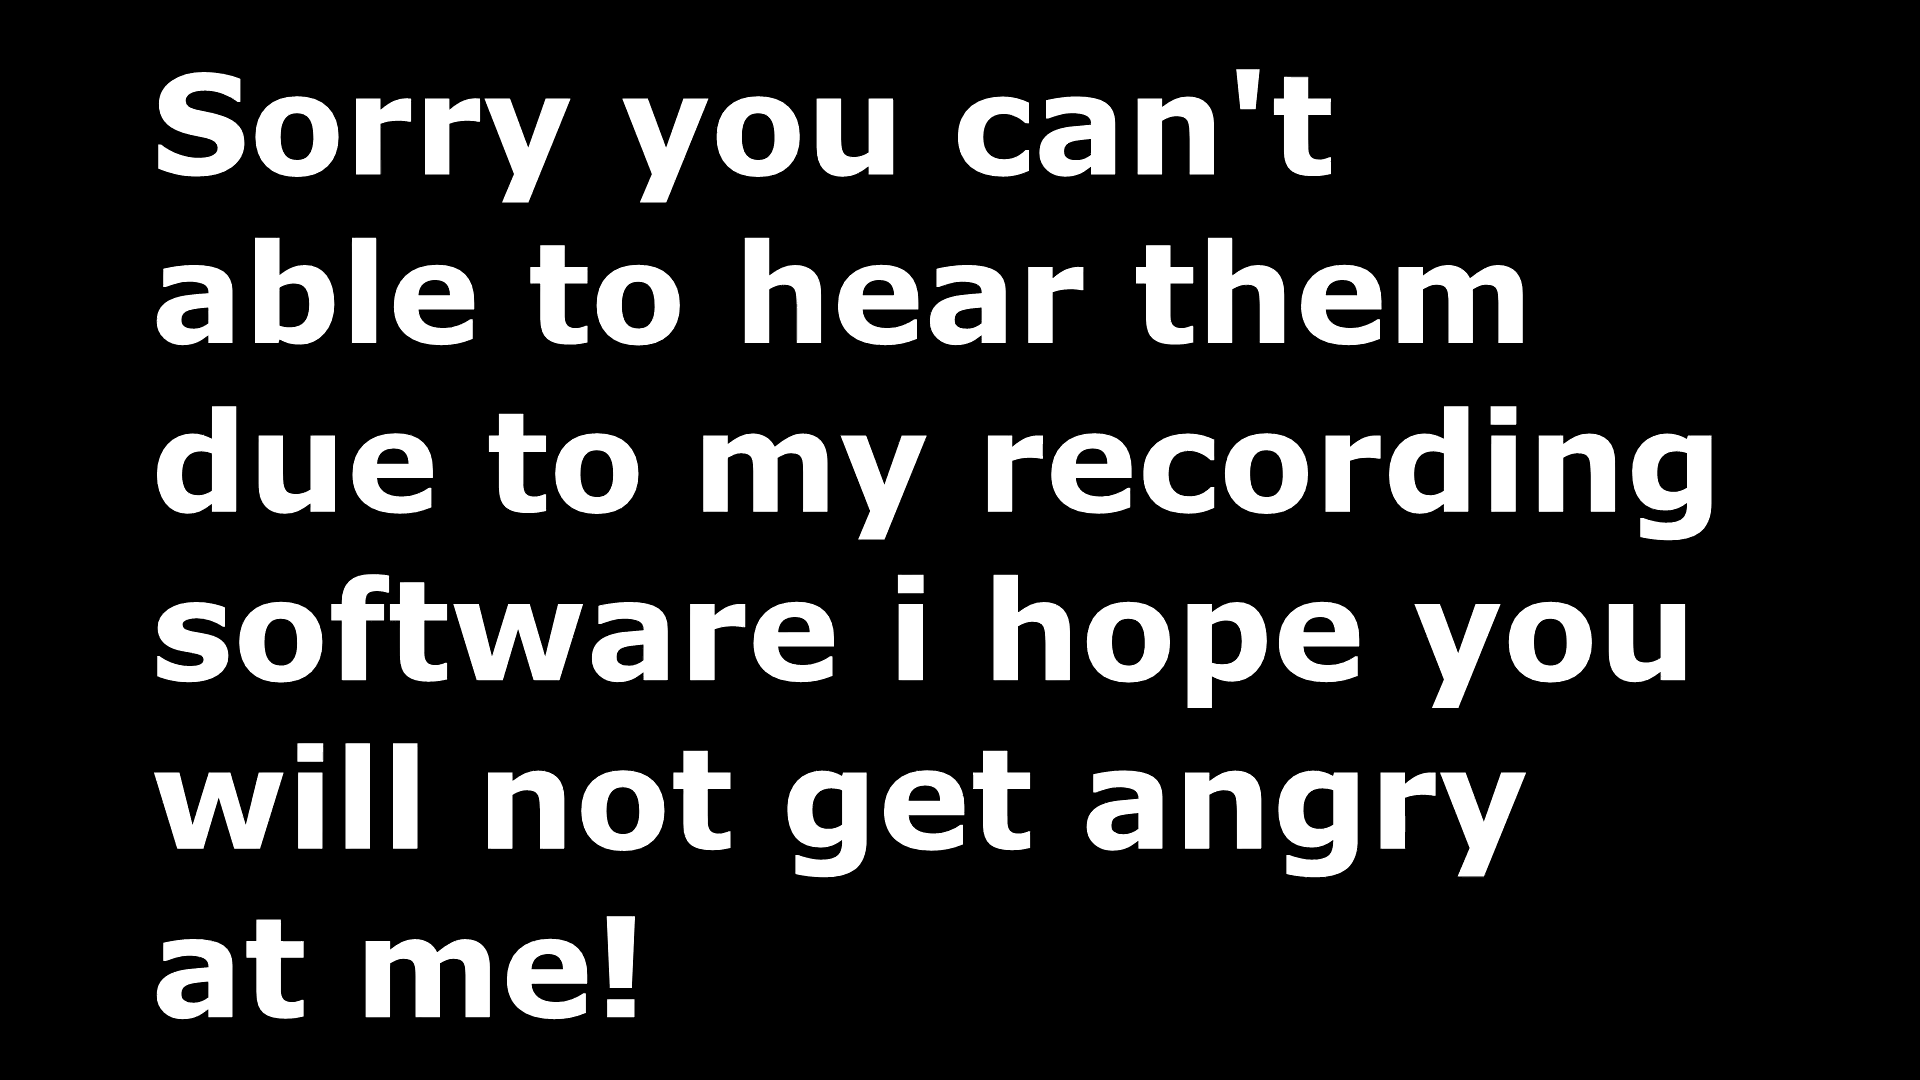 Sorry you can't
able to hear them
due to my recording
software i hope you
will not get angry
at me!